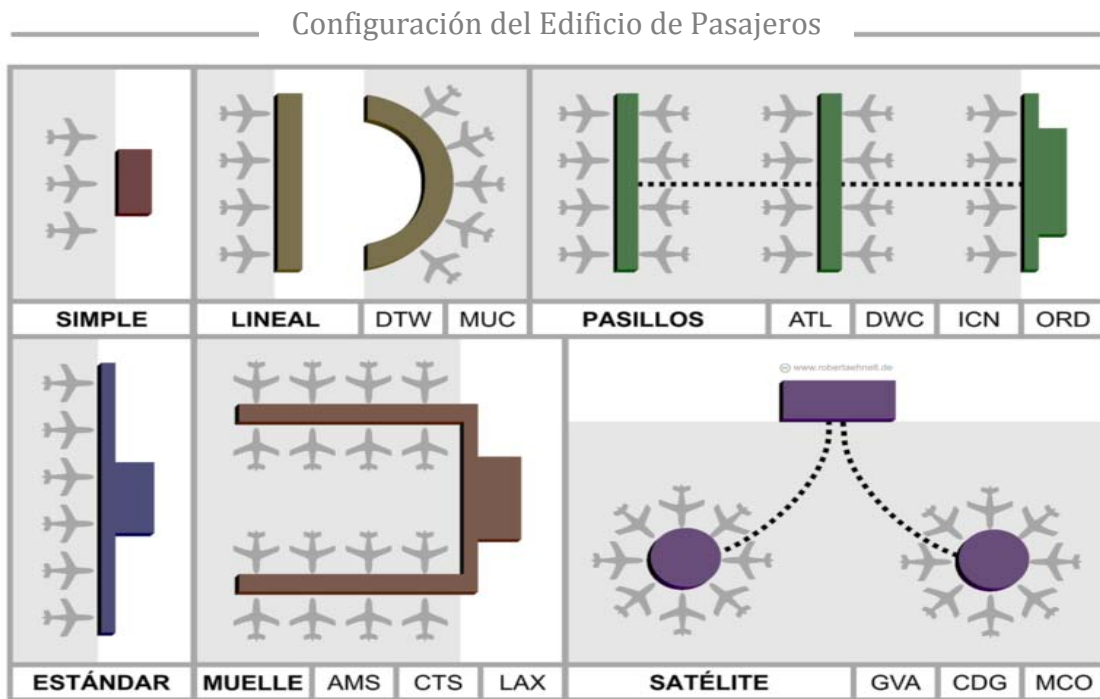 Configuración del Edificio de Pasajeros
SIMPLE LINEAL DTW MUC PASILLOS ATL DWC ICN ORD
www.robertaehnelt.de
ESTÁNDAR MUELLE AMS CTS LAX SATÉLITE GVA CDG MCO